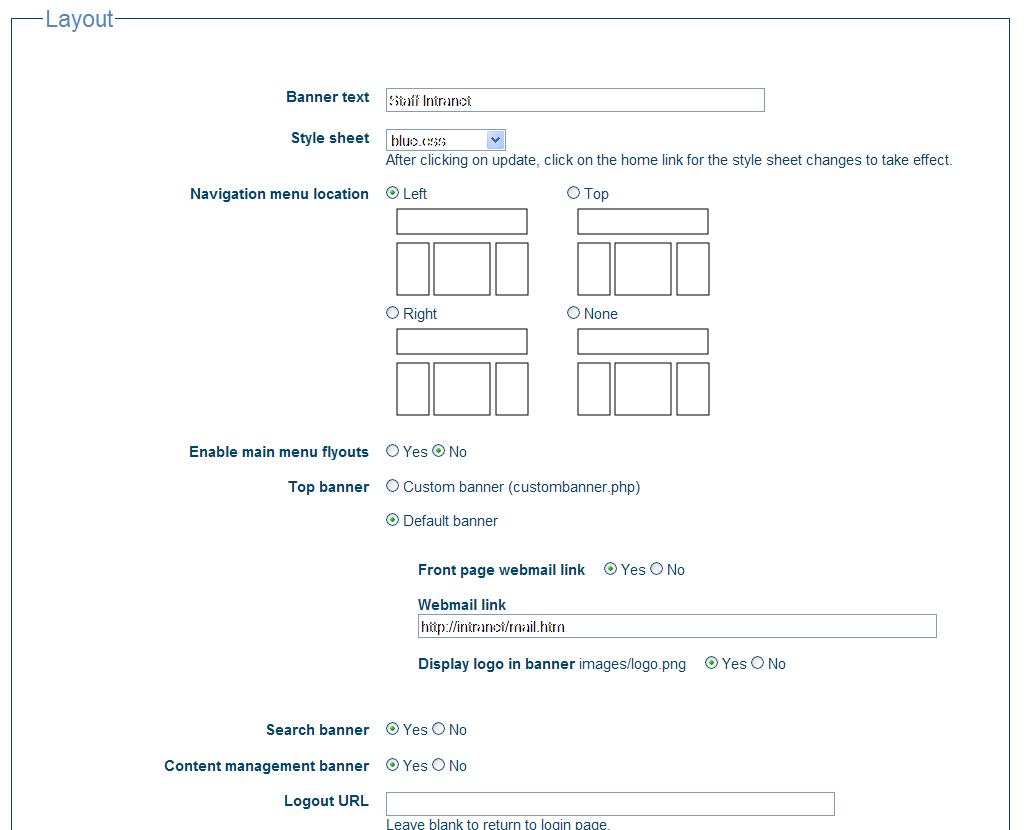 Layout
Banner text Staff Intranet
Style sheet blue.css
After clicking on update, click on the home link for the style sheet changes to take effect.
Navigation menu location Left Top
Right None
Enable main menu flyouts Yes No
Top banner Custom banner (custombanner.php)
Default banner
Front page webmail link Yes No
Webmail link
http://intranet/mail.htm
Display logo in banner images/logo.png Yes No
Search banner Yes No
Content management banner Yes No
Logout URL
Leave blank to return to login page.